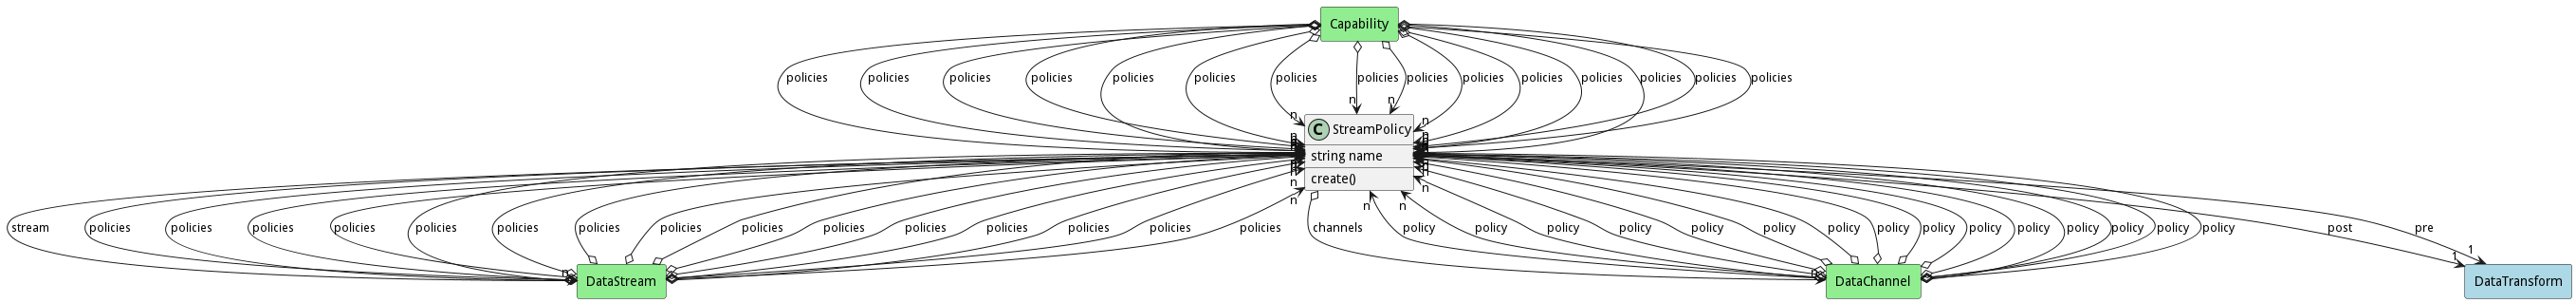 Capability
policies policies policies policies policies policies policies policies policies policies policies policies policies policies policies
n n
n n
C StreamPolicy
string name
create()
n n
n n
stream policies policies policies policies policies policies policies policies policies policies policies policies policies policies policies channels policy policy policy policy policy policy policy policy policy policy policy policy policy policy policy post pre
1 1
DataStream DataChannel DataTransform